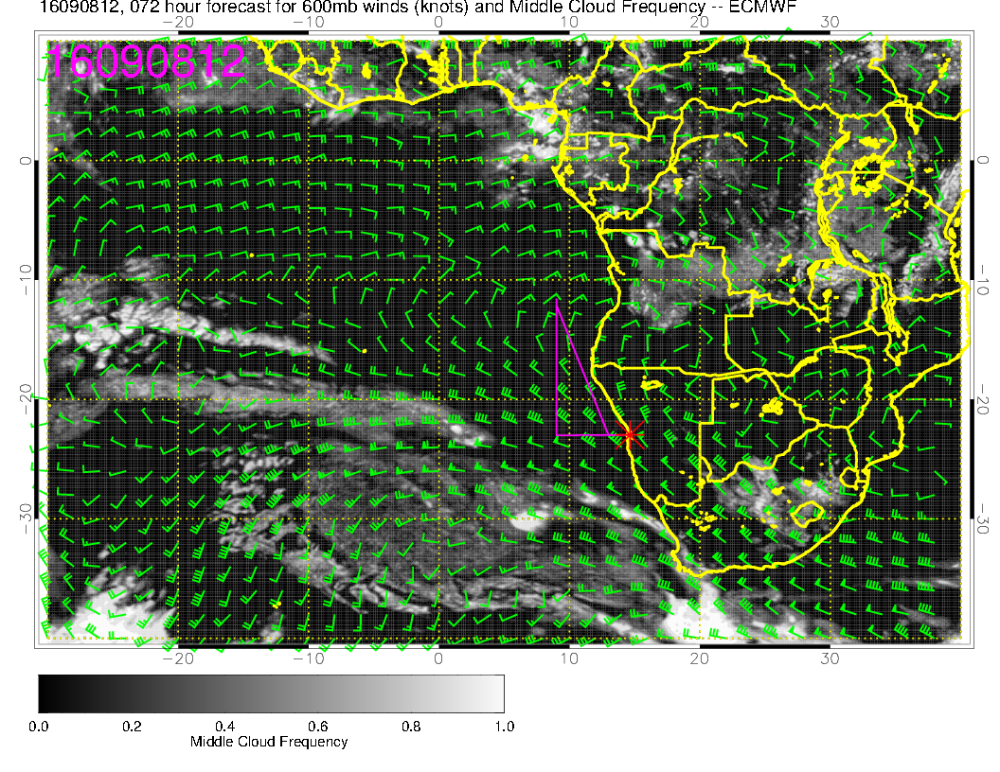 16090812, 072 hour forecast for 600mb winds (knots) and Middle Cloud Frequency -- ECMWF
-20 -10 0 10 20 30
16090812
0 0
-10 -10
-20 -20
-30 -30
-20 -10 0 10 20 30
0.0 0.2 0.4 0.6 0.8 1.0
Middle Cloud Frequency